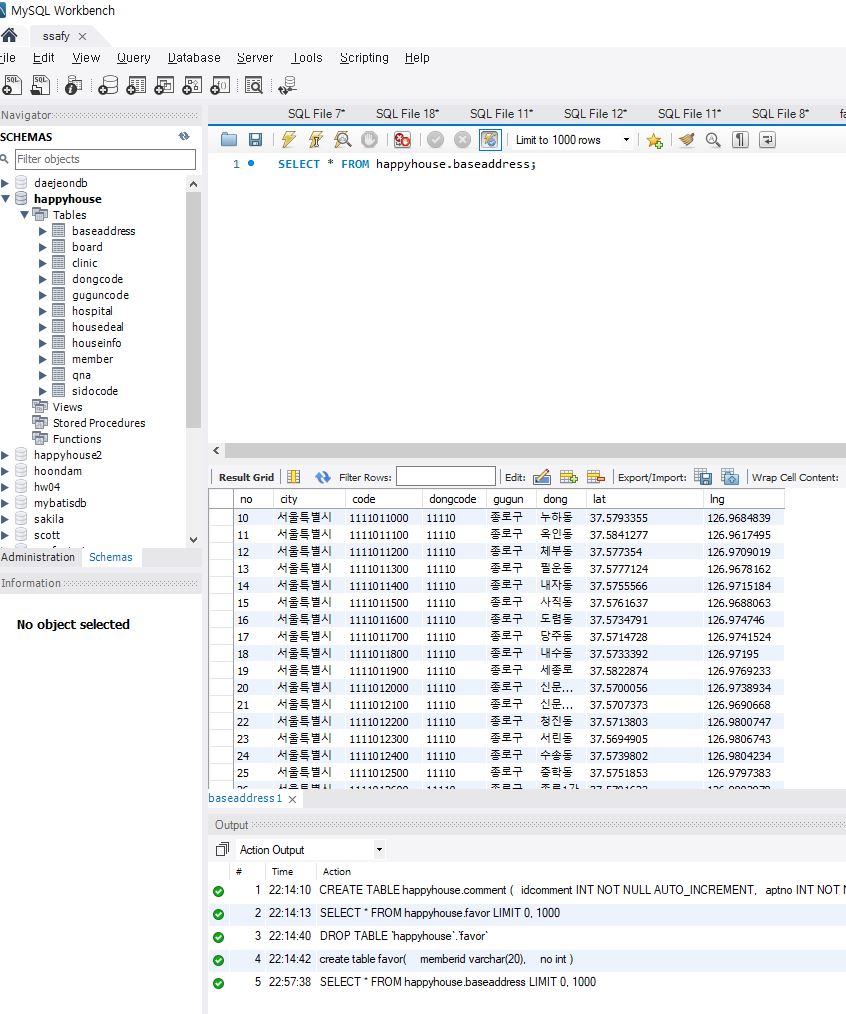 MySQL Workbench
ssafy
File Edit View Query Database Server Tools Scripting Help
Navigator
SCHEMAS
Filter objects
daejeondb
happyhouse
Tables
baseaddress
board
clinic
dongcode
guguncode
hospital
housedeal
houseinfo
member
qna
sidocode
Views
Stored Procedures
Functions
happyhouse2
hoondam
hw04
mybatisdb
sakila
scott
Administration Schemas
Information
No object selected
SQL File 7* SQL File 18* SQL File 11* SQL File 12* SQL File 11* SQL File 8* fa
Limit to 1000 rows
1 SELECT * FROM happyhouse.baseaddress;
Result Grid Filter Rows: Edit: Export/Import: Wrap Cell Content:
no city code dongcode gugun dong lat lng
10 서울특별시 1111011000 11110 종로구 누하동 37.5793355 126.9684839
11 서울특별시 1111011100 11110 종로구 옥인동 37.5841277 126.9617495
12 서울특별시 1111011200 11110 종로구 체부동 37.577354 126.9709019
13 서울특별시 1111011300 11110 종로구 필운동 37.5777124 126.9678162
14 서울특별시 1111011400 11110 종로구 내자동 37.5755566 126.9715184
15 서울특별시 1111011500 11110 종로구 사직동 37.5761637 126.9688063
16 서울특별시 1111011600 11110 종로구 도렴동 37.5734791 126.974746
17 서울특별시 1111011700 11110 종로구 당주동 37.5714728 126.9741524
18 서울특별시 1111011800 11110 종로구 내수동 37.5733392 126.97195
19 서울특별시 1111011900 11110 종로구 세종로 37.5822874 126.9769233
20 서울특별시 1111012000 11110 종로구 신문... 37.5700056 126.9738934
21 서울특별시 1111012100 11110 종로구 신문... 37.5707373 126.9690668
22 서울특별시 1111012200 11110 종로구 청진동 37.5713803 126.9800747
23 서울특별시 1111012300 11110 종로구 서린동 37.5694905 126.9806743
24 서울특별시 1111012400 11110 종로구 수송동 37.5739802 126.9804234
25 서울특별시 1111012500 11110 종로구 중학동 37.5751853 126.9797383
baseaddress 1
Output
Action Output
# Time Action
1 22:14:10 CREATE TABLE happyhouse.comment ( idcomment INT NOT NULL AUTO_INCREMENT, aptno INT NOT N
2 22:14:13 SELECT * FROM happyhouse.favor LIMIT 0, 1000
3 22:14:40 DROP TABLE `happyhouse`.`favor`
4 22:14:42 create table favor( memberid varchar(20), no int )
5 22:57:38 SELECT * FROM happyhouse.baseaddress LIMIT 0, 1000